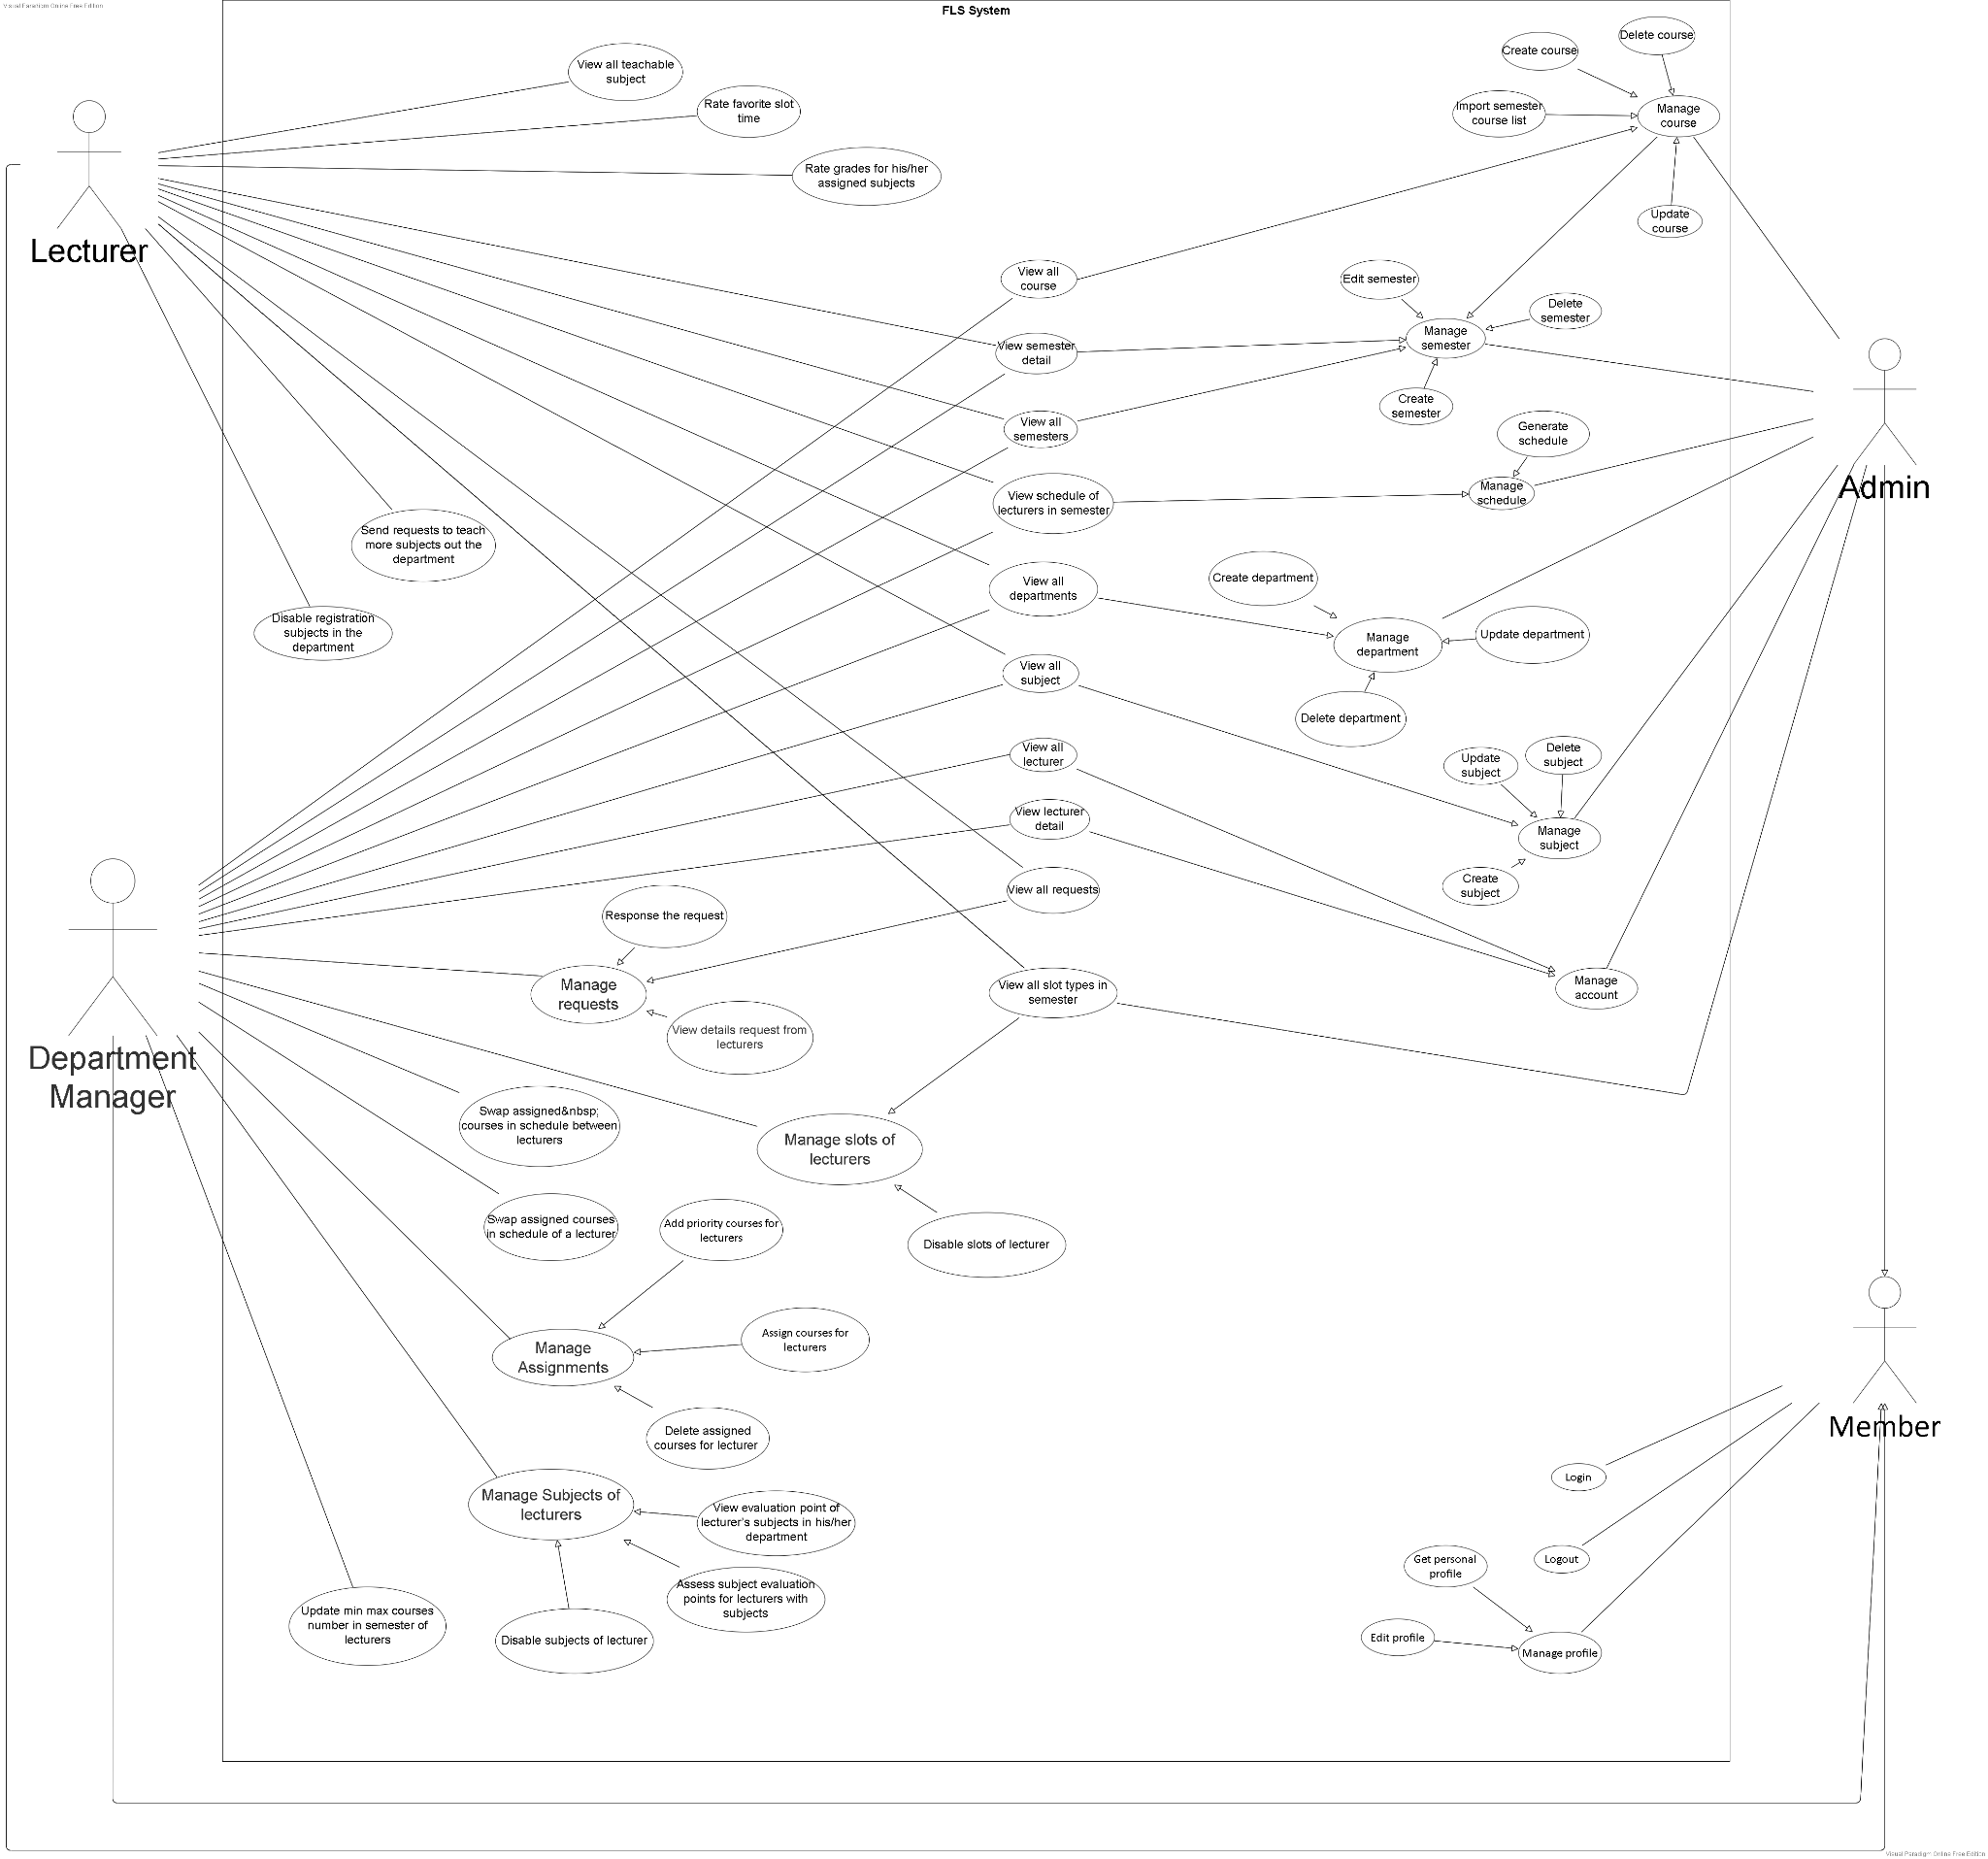 Visual Paradigm Online Free Edition
FLS System
Delete course
Create course
View all teachable
subject
Rate favorite slot
time
Import semester
course list
Manage
course
Rate grades for his/her
assigned subjects
Update
course
Lecturer
View all
course
Edit semester
Delete
semester
View semester
detail
Manage
semester
Create
semester
View all
semesters
Generate
schedule
Manage
schedule
Admin
View schedule of
lecturers in semester
Send requests to teach
more subjects out the
department
View all
departments
Create department
Disable registration
subjects in the
department
Manage
department
Update department
View all
subject
Delete department
View all
lecturer
Update
subject
Delete
subject
View lecturer
detail
Manage
subject
Create
subject
View all requests
Response the request
Manage
requests
View all slot types in
semester
Manage
account
View details request from
lecturers
Department
Manager
Swap assigned&nbsp;
courses in schedule between
lecturers
Manage slots of
lecturers
Swap assigned courses
in schedule of a lecturer
Add priority courses for
lecturers
Disable slots of lecturer
Manage
Assignments
Assign courses for
lecturers
Delete assigned
courses for lecturer
Member
Login
Manage Subjects of
lecturers
View evaluation point of
lecturer's subjects in his/her
department
Logout
Get personal
profile
Assess subject evaluation
points for lecturers with
subjects
Update min max courses
number in semester of
lecturers
Disable subjects of lecturer
Edit profile
Manage profile
Visual Paradigm Online Free Edition